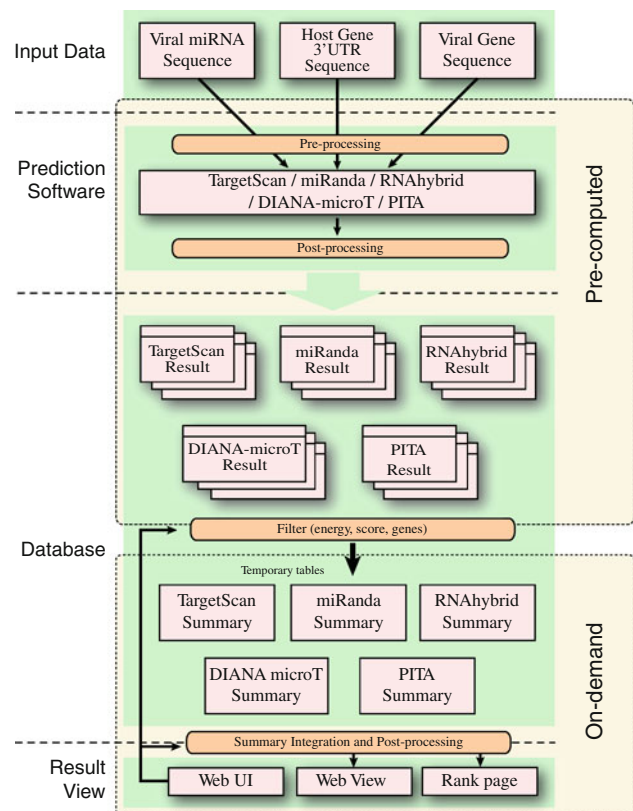 Input Data
Viral miRNA
Sequence
Host Gene
3'UTR
Sequence
Viral Gene
Sequence
Pre-processing
Prediction
Software
TargetScan / miRanda / RNAhybrid
/ DIANA-microT / PITA
Post-processing
Pre-computed
TargetScan
Result
miRanda
Result
RNAhybrid
Result
DIANA-microT
Result
PITA
Result
Filter (energy, score, genes)
Database
Temporary tables
TargetScan
Summary
miRanda
Summary
RNAhybrid
Summary
DIANA microT
Summary
PITA
Summary
On-demand
Summary Integration and Post-processing
Result
View
Web UI
Web View
Rank page